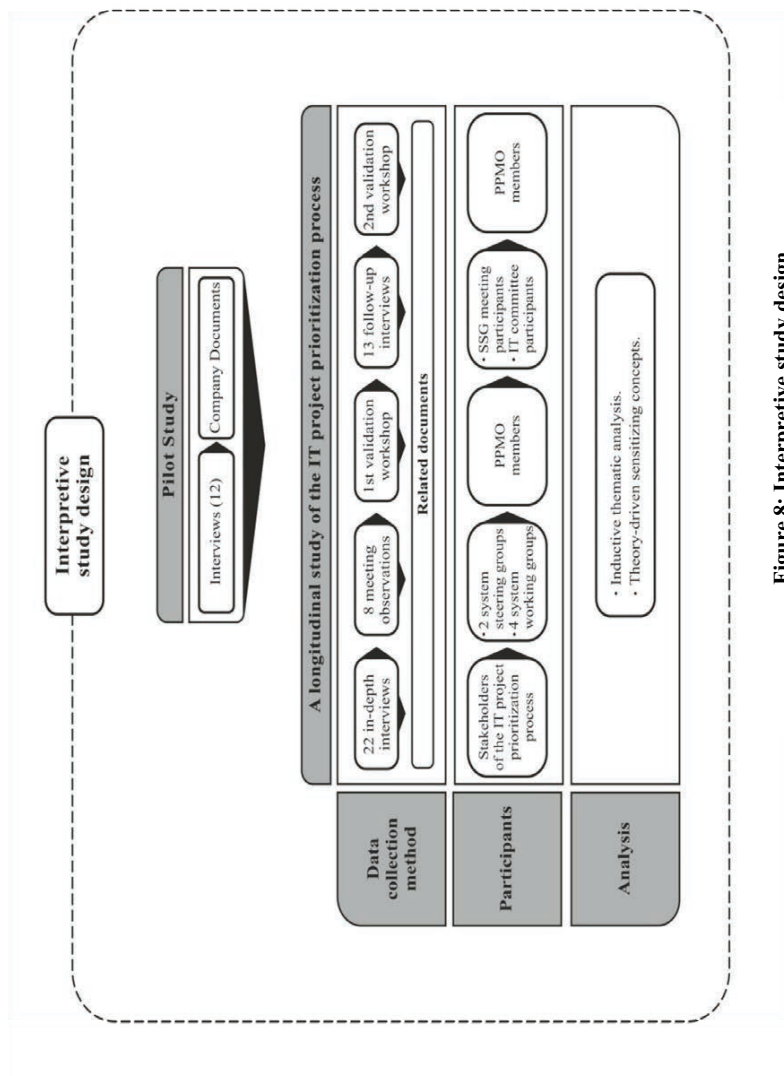 Interpretive
study design
Pilot Study
Interviews (12)
Company Documents
A longitudinal study of the IT project prioritization process
Data
collection
method
22 in-depth
interviews
8 meeting
observations
1st validation
workshop
13 follow-up
interviews
2nd validation
workshop
Related documents
Participants
Stakeholders
of the IT project
prioritization
process
• 2 system
steering groups
• 4 system
working groups
PPMO
members
• SSG meeting
participants
• IT committee
participants
PPMO
members
Analysis
• Inductive thematic analysis.
• Theory-driven sensitizing concepts.
Figure 8: Interpretive study design